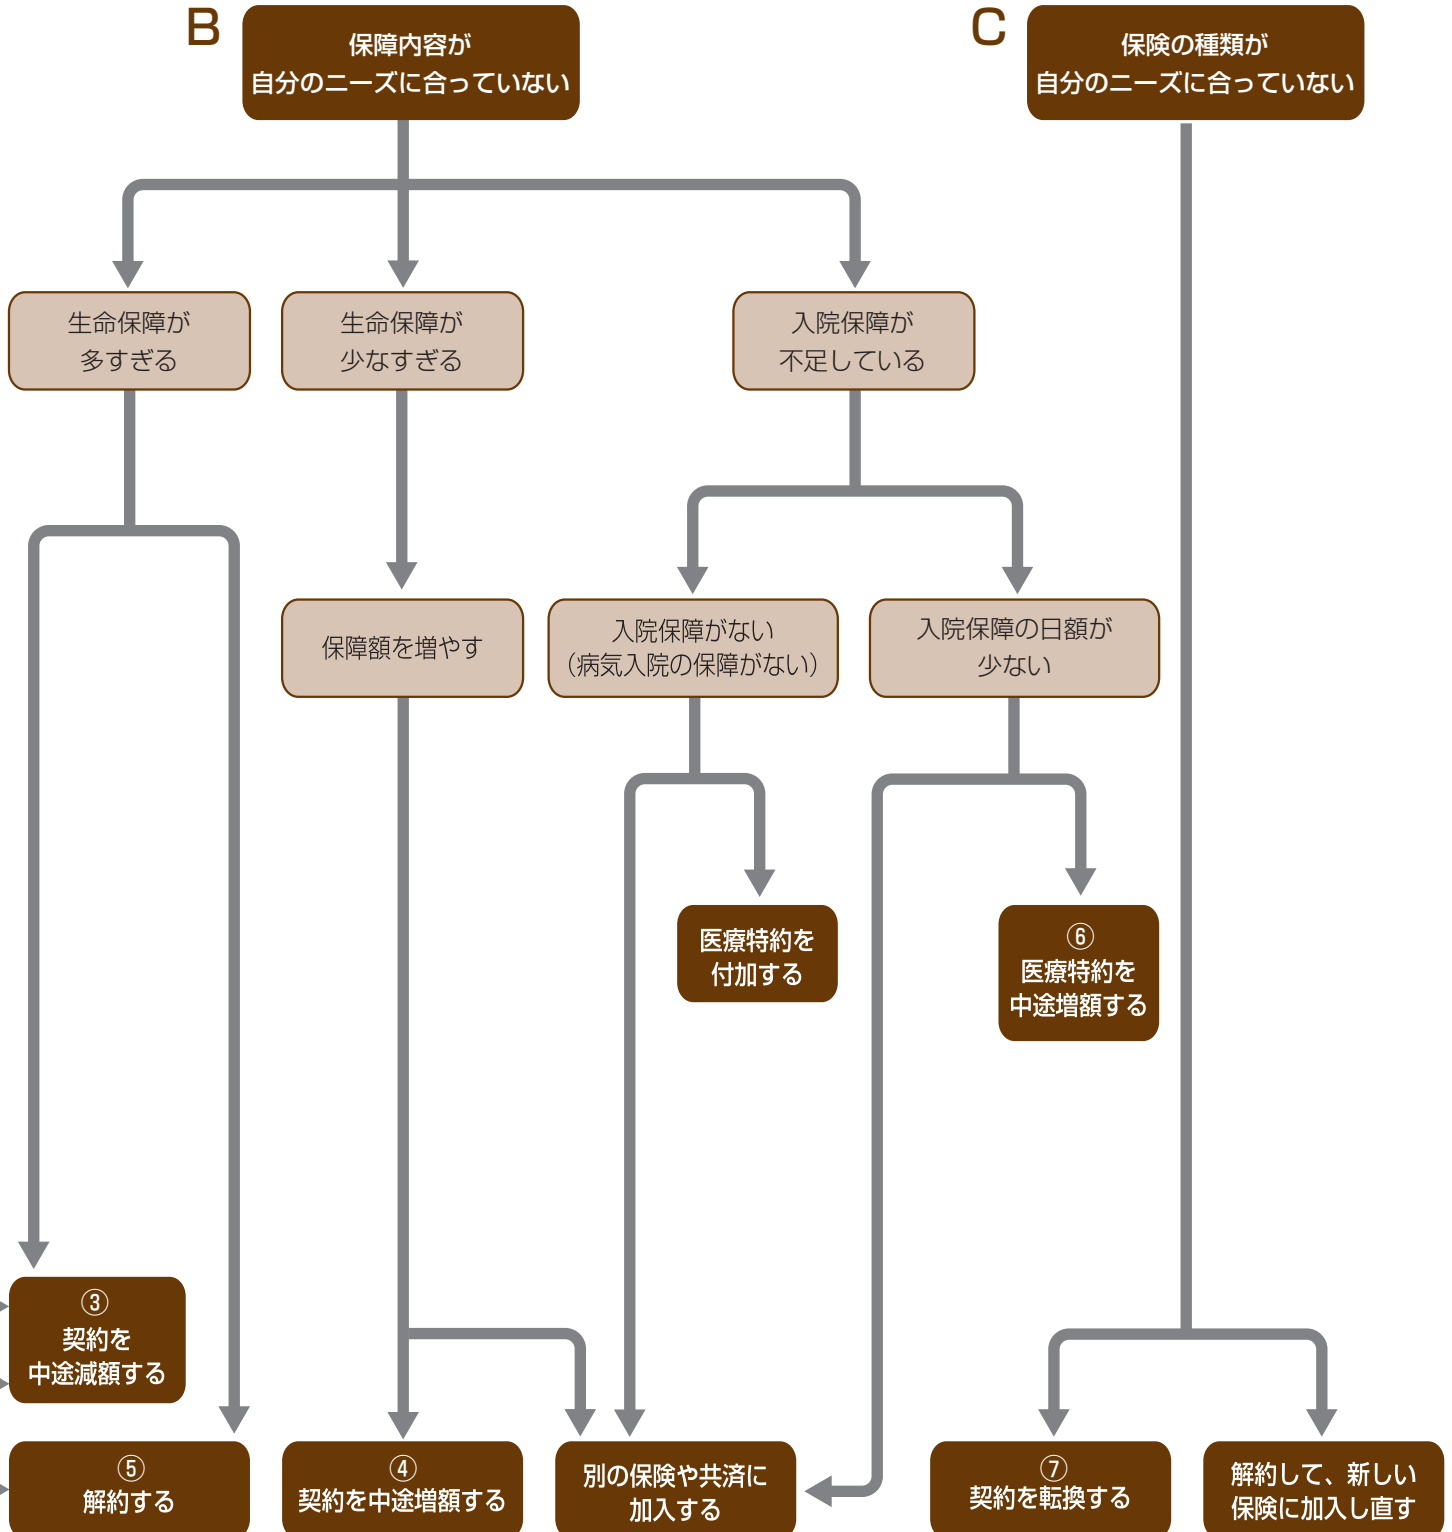 B
保障内容が
自分のニーズに合っていない
C
保険の種類が
自分のニーズに合っていない
生命保障が
多すぎる
生命保障が
少なすぎる
入院保障が
不足している
保障額を増やす
入院保障がない
（病気入院の保障がない）
入院保障の日額が
少ない
医療特約を
付加する
⑥
医療特約を
中途増額する
③
契約を
中途減額する
⑤
解約する
④
契約を中途増額する
別の保険や共済に
加入する
⑦
契約を転換する
解約して、新しい
保険に加入し直す